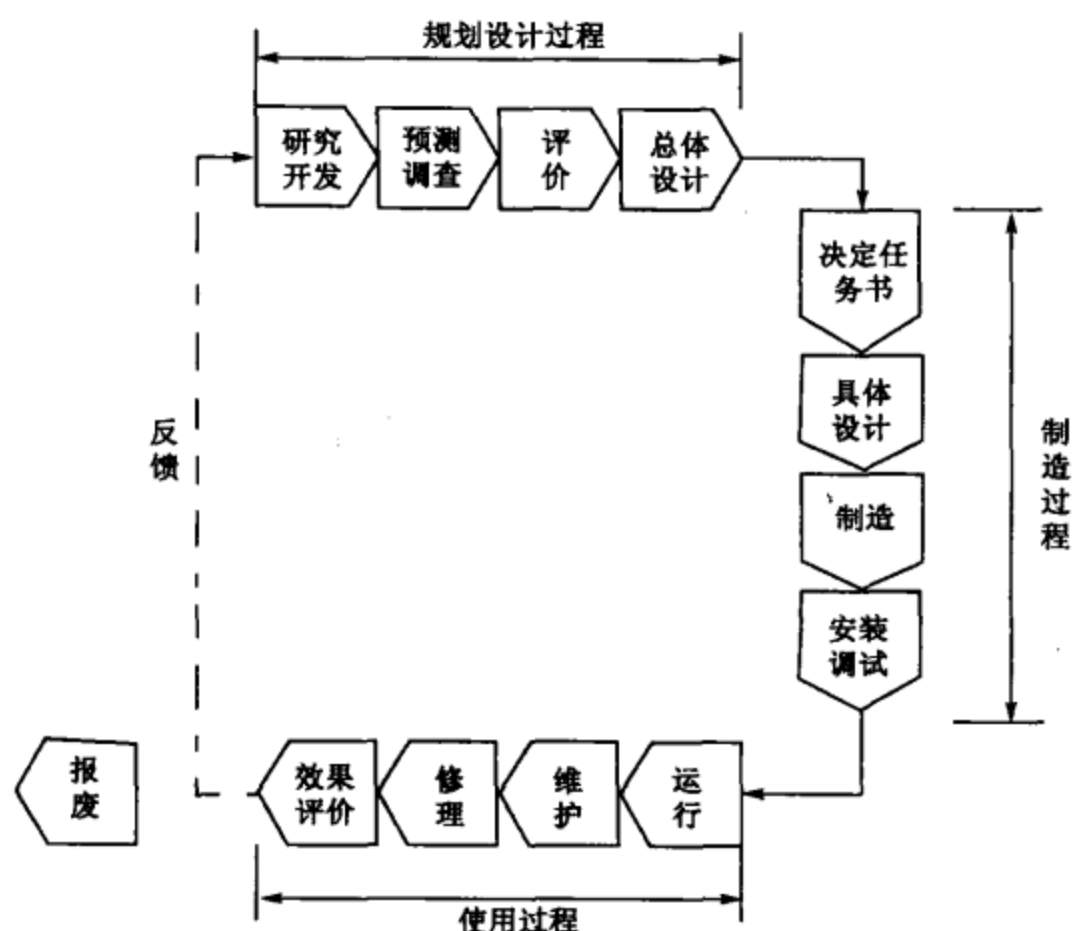 规划设计过程
研究
开发
预测
调查
评
价
总体
设计
决定任
务书
具体
设计
制造
安装
调试
制
造
过
程
反
馈
运
行
维
护
修
理
效果
评价
报
废
使用过程